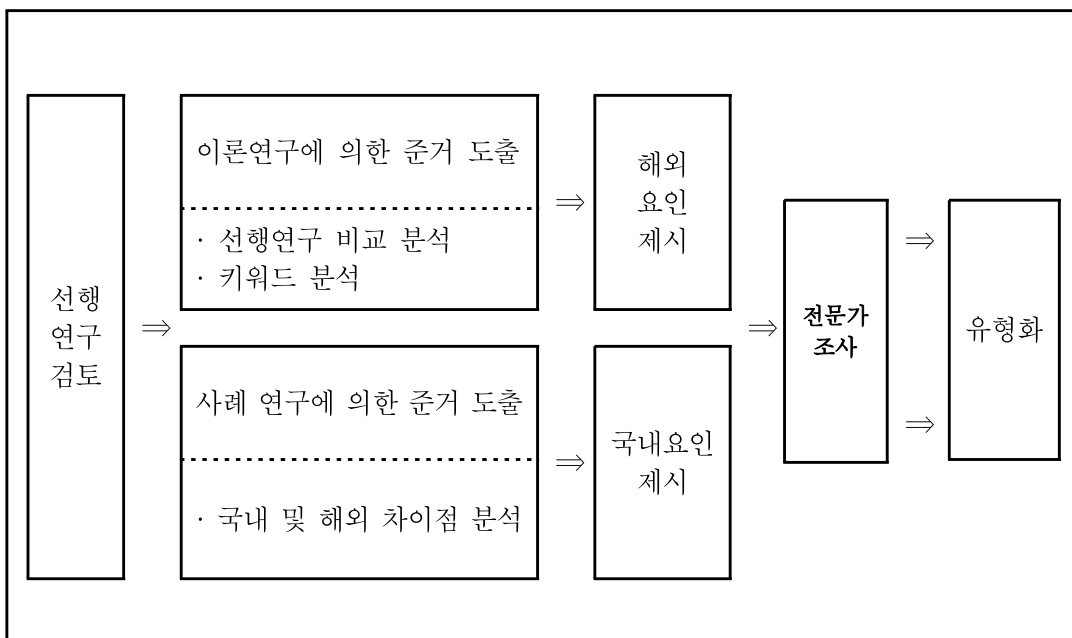 선행
연구
검토
⇒
이론연구에 의한 준거 도출
· 선행연구 비교 분석
· 키워드 분석
⇒
해외
요인
제시
사례 연구에 의한 준거 도출
· 국내 및 해외 차이점 분석
⇒
국내요인
제시
⇒
전문가
조사
⇒
⇒
유형화